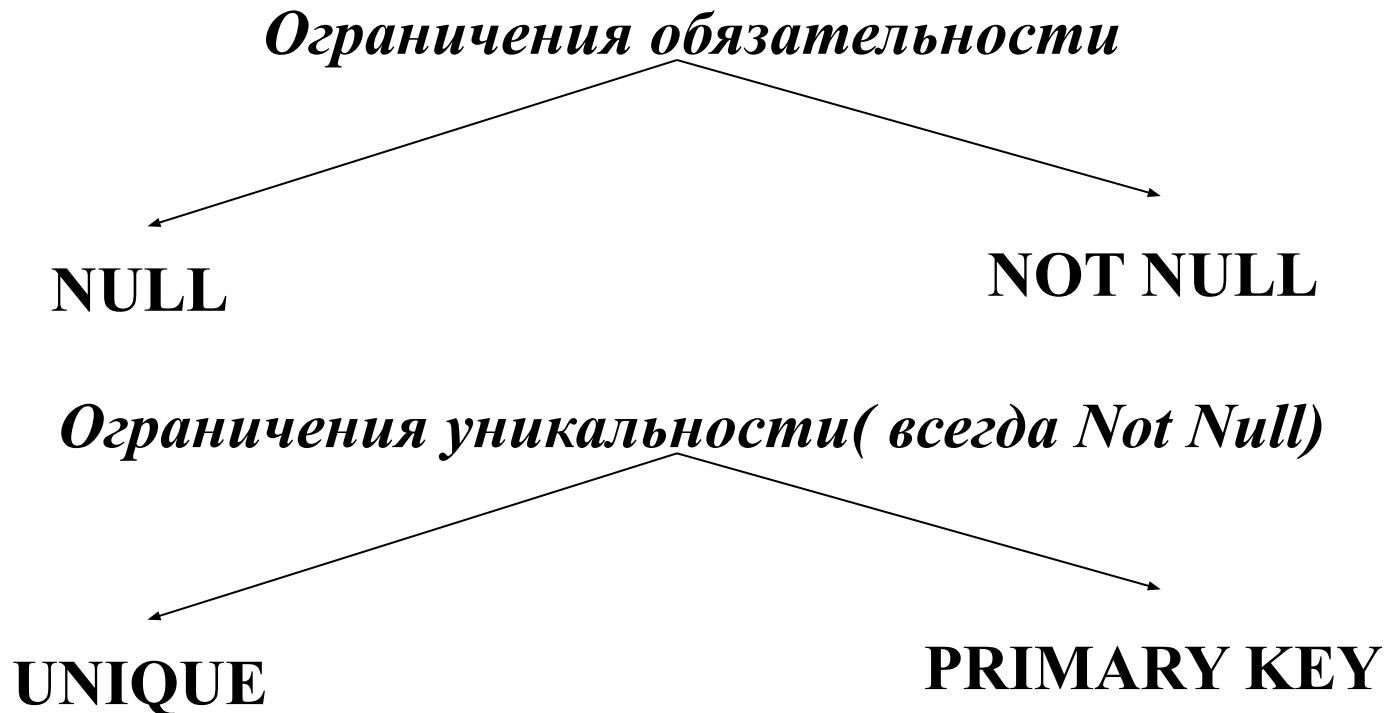 Ограничения обязательности
NULL
NOT NULL
Ограничения уникальности( всегда Not Null)
UNIQUE
PRIMARY KEY